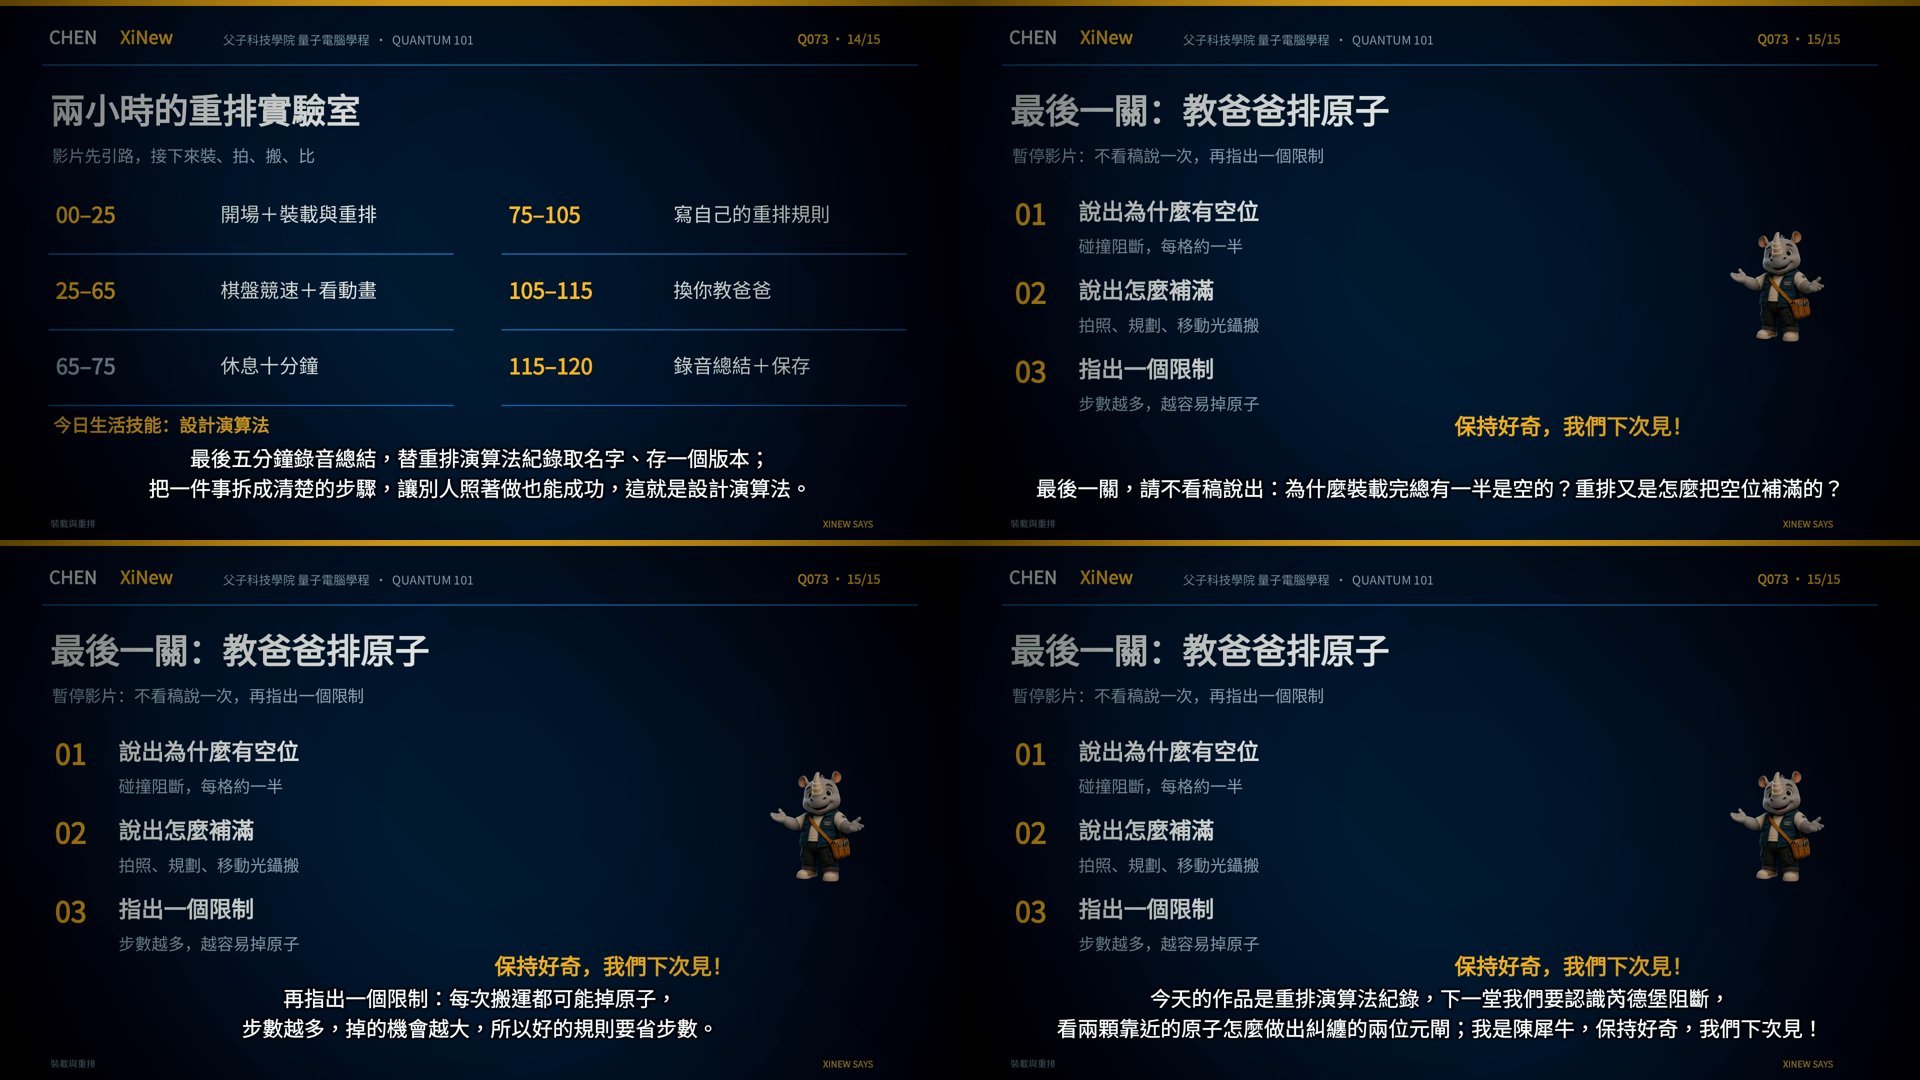 CHEN XiNew 父子科技學院 量子電腦學程 · QUANTUM 101 Q073 · 14/15
兩小時的重排實驗室
影片先引路，接下來裝、拍、搬、比
00–25 開場＋裝載與重排
75–105 寫自己的重排規則
25–65 棋盤競速＋看動畫
105–115 換你教爸爸
65–75 休息十分鐘
115–120 錄音總結＋保存
今日生活技能：設計演算法
最後五分鐘錄音總結，替重排演算法紀錄取名字、存一個版本；
把一件事拆成清楚的步驟，讓別人照著做也能成功，這就是設計演算法。
裝載與重排 XINEW SAYS
CHEN XiNew 父子科技學院 量子電腦學程 · QUANTUM 101 Q073 · 15/15
最後一關：教爸爸排原子
暫停影片：不看稿說一次，再指出一個限制
01 說出為什麼有空位
碰撞阻斷，每格約一半
02 說出怎麼補滿
拍照、規劃、移動光鑷搬
03 指出一個限制
步數越多，越容易掉原子
保持好奇，我們下次見！
最後一關，請不看稿說出：為什麼裝載完總有一半是空的？重排又是怎麼把空位補滿的？
裝載與重排 XINEW SAYS
CHEN XiNew 父子科技學院 量子電腦學程 · QUANTUM 101 Q073 · 15/15
最後一關：教爸爸排原子
暫停影片：不看稿說一次，再指出一個限制
01 說出為什麼有空位
碰撞阻斷，每格約一半
02 說出怎麼補滿
拍照、規劃、移動光鑷搬
03 指出一個限制
步數越多，越容易掉原子
保持好奇，我們下次見！
再指出一個限制：每次搬運都可能掉原子，
步數越多，掉的機會越大，所以好的規則要省步數。
裝載與重排 XINEW SAYS
CHEN XiNew 父子科技學院 量子電腦學程 · QUANTUM 101 Q073 · 15/15
最後一關：教爸爸排原子
暫停影片：不看稿說一次，再指出一個限制
01 說出為什麼有空位
碰撞阻斷，每格約一半
02 說出怎麼補滿
拍照、規劃、移動光鑷搬
03 指出一個限制
步數越多，越容易掉原子
保持好奇，我們下次見！
今天的作品是重排演算法紀錄，下一堂我們要認識芮德堡阻斷，
看兩顆靠近的原子怎麼做出糾纏的兩位元閘；我是陳犀牛，保持好奇，我們下次見！
裝載與重排 XINEW SAYS